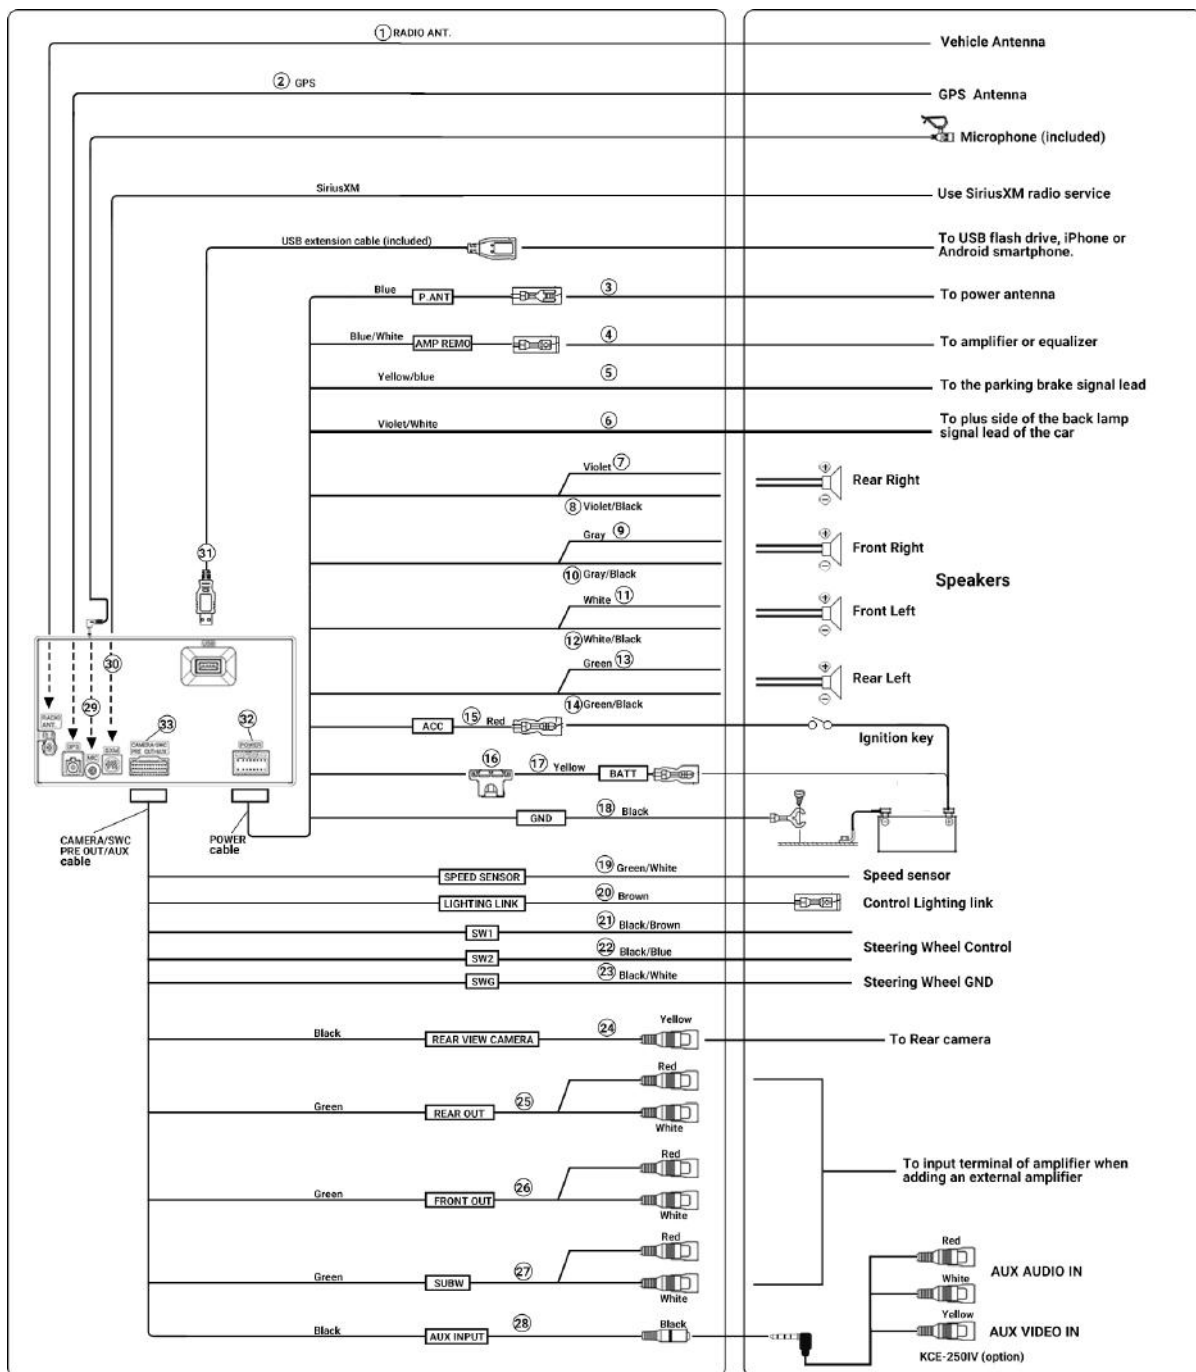 1 RADIO ANT.
Vehicle Antenna
2 GPS
GPS Antenna
Microphone (included)
SiriusXM
Use SiriusXM radio service
USB extension cable (included)
To USB flash drive, iPhone or
Android smartphone.
Blue P.ANT 3
To power antenna
Blue/White AMP REMO 4
To amplifier or equalizer
Yellow/blue 5
To the parking brake signal lead
Violet/White 6
To plus side of the back lamp
signal lead of the car
Violet 7
8 Violet/Black
+
−
Rear Right
Gray 9
10 Gray/Black
+
−
Front Right
Speakers
White 11
12 White/Black
+
−
Front Left
Green 13
14 Green/Black
+
−
Rear Left
31
USB
30
29
33
32
RADIO
ANT.
GPS
MIC
SXM
CAMERA/SWC
PRE OUT/AUX
POWER
ACC 15 Red
Ignition key
16 17 Yellow BATT
GND 18 Black
CAMERA/SWC
PRE OUT/AUX
cable
POWER
cable
SPEED SENSOR 19 Green/White
Speed sensor
LIGHTING LINK 20 Brown
Control Lighting link
SW1 21 Black/Brown
SW2 22 Black/Blue
Steering Wheel Control
SWG 23 Black/White
Steering Wheel GND
Black REAR VIEW CAMERA 24 Yellow
To Rear camera
Green REAR OUT 25
Red
White
Green FRONT OUT 26
Red
White
To input terminal of amplifier when
adding an external amplifier
Green SUBW 27
Red
White
Black AUX INPUT 28 Black
Red
AUX AUDIO IN
White
Yellow
AUX VIDEO IN
KCE-250IV (option)